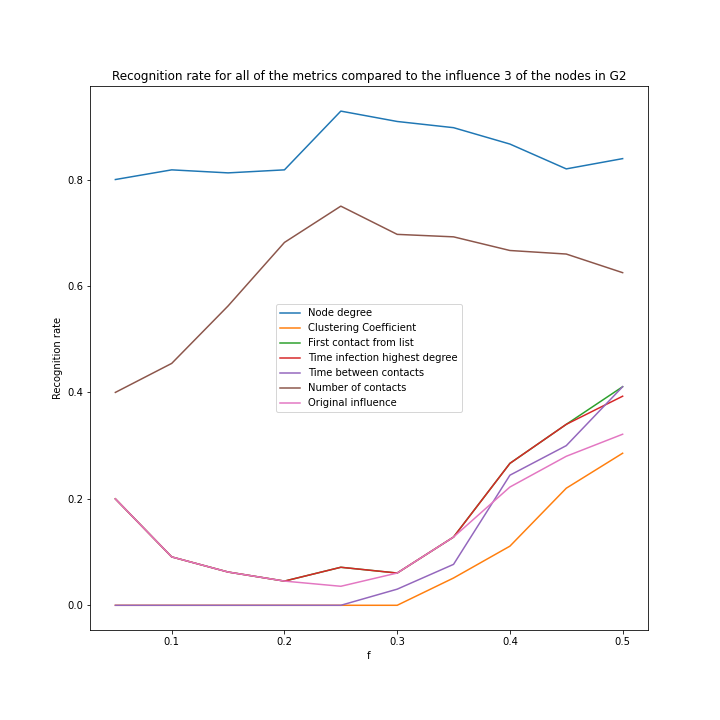 Recognition rate for all of the metrics compared to the influence 3 of the nodes in G2
Recognition rate
0.8
0.6
0.4
0.2
0.0
Node degree
Clustering Coefficient
First contact from list
Time infection highest degree
Time between contacts
Number of contacts
Original influence
0.1
0.2
0.3
0.4
0.5
f